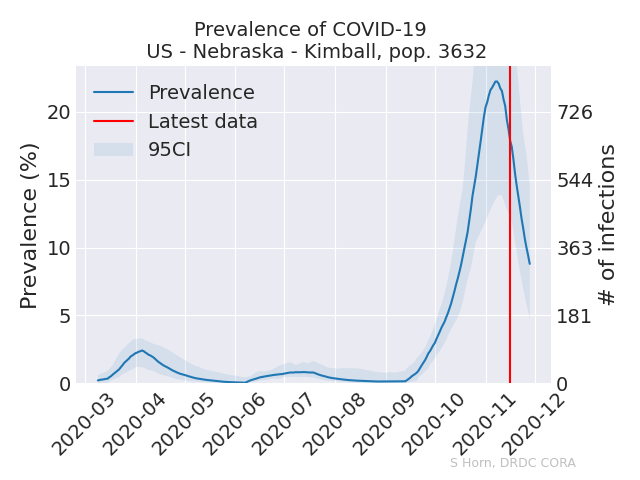 Prevalence of COVID-19
US - Nebraska - Kimball, pop. 3632
Prevalence
Latest data
95CI
Prevalence (%)
20
15
10
5
0
726
544
363
181
0
# of infections
2020-03
2020-04
2020-05
2020-06
2020-07
2020-08
2020-09
2020-10
2020-11
2020-12
S Horn, DRDC CORA